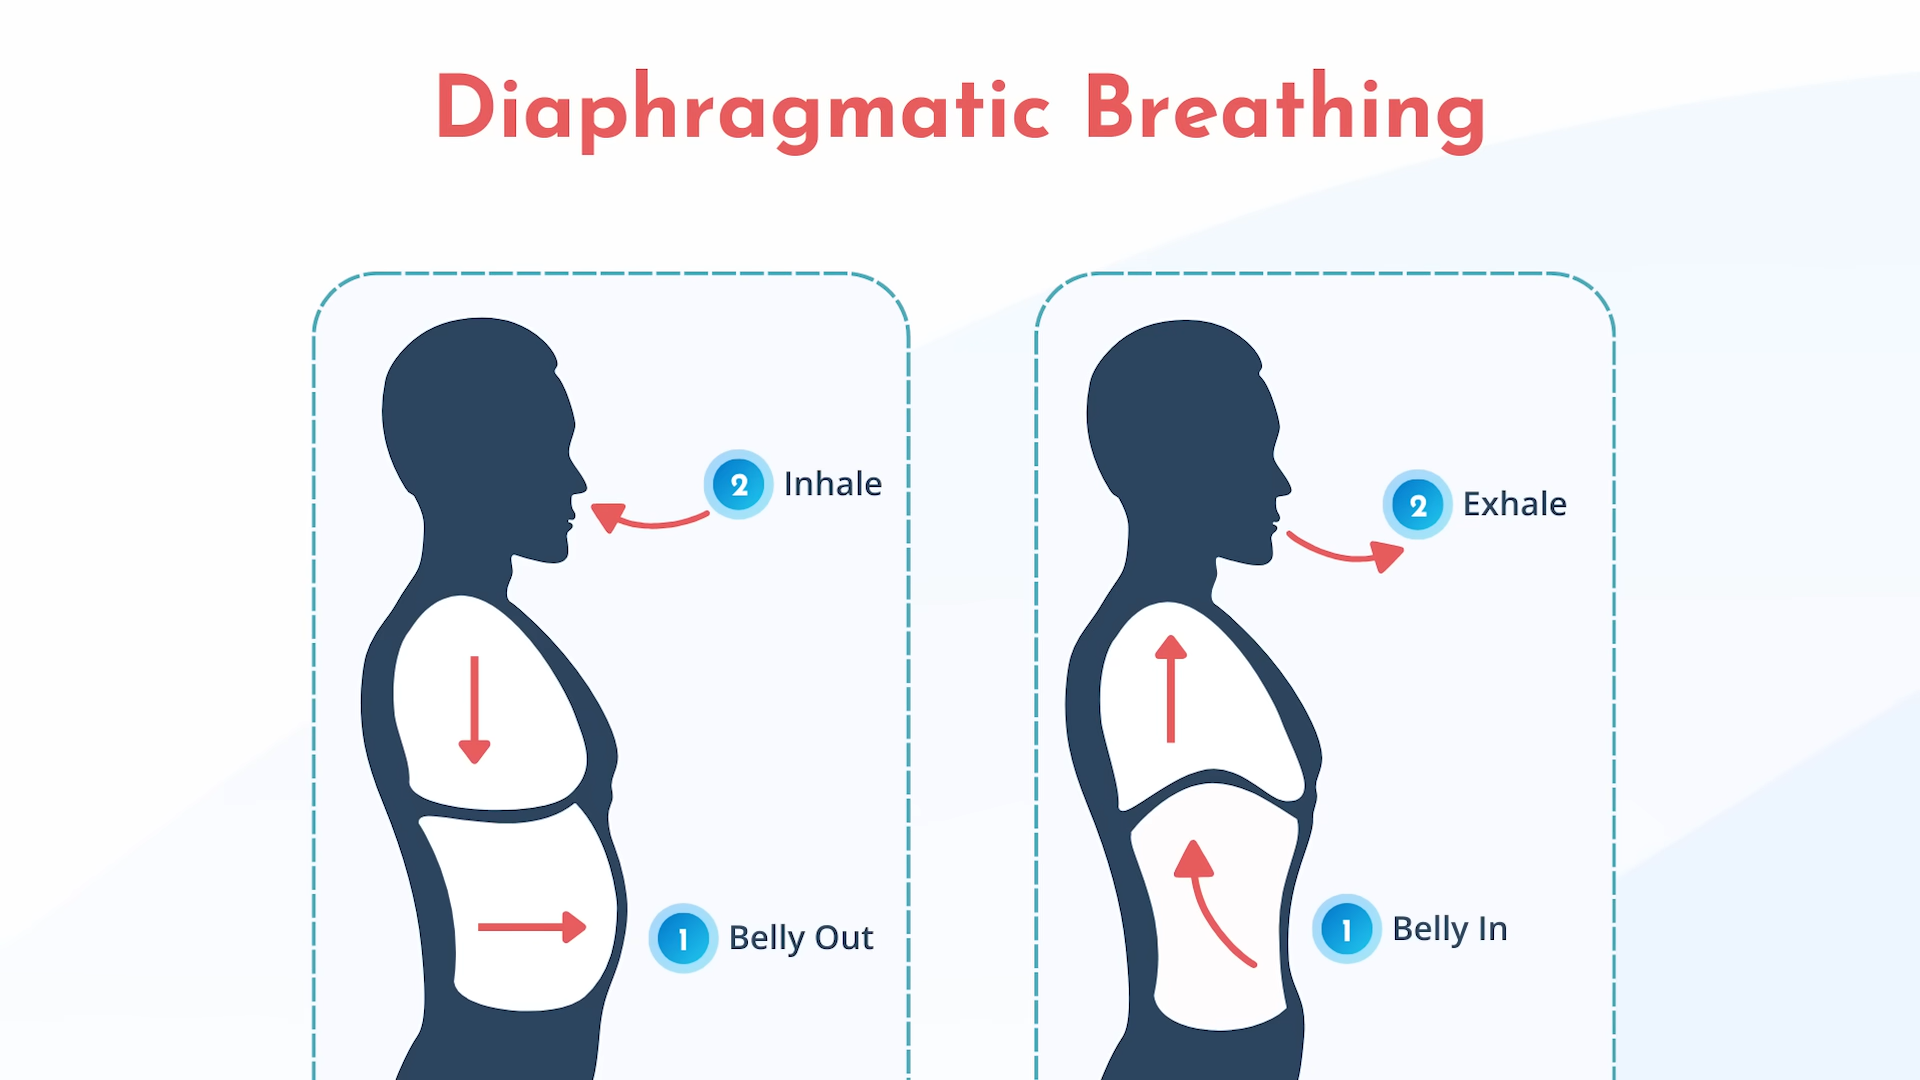 Diaphragmatic Breathing
2 Inhale
1 Belly Out
2 Exhale
1 Belly In